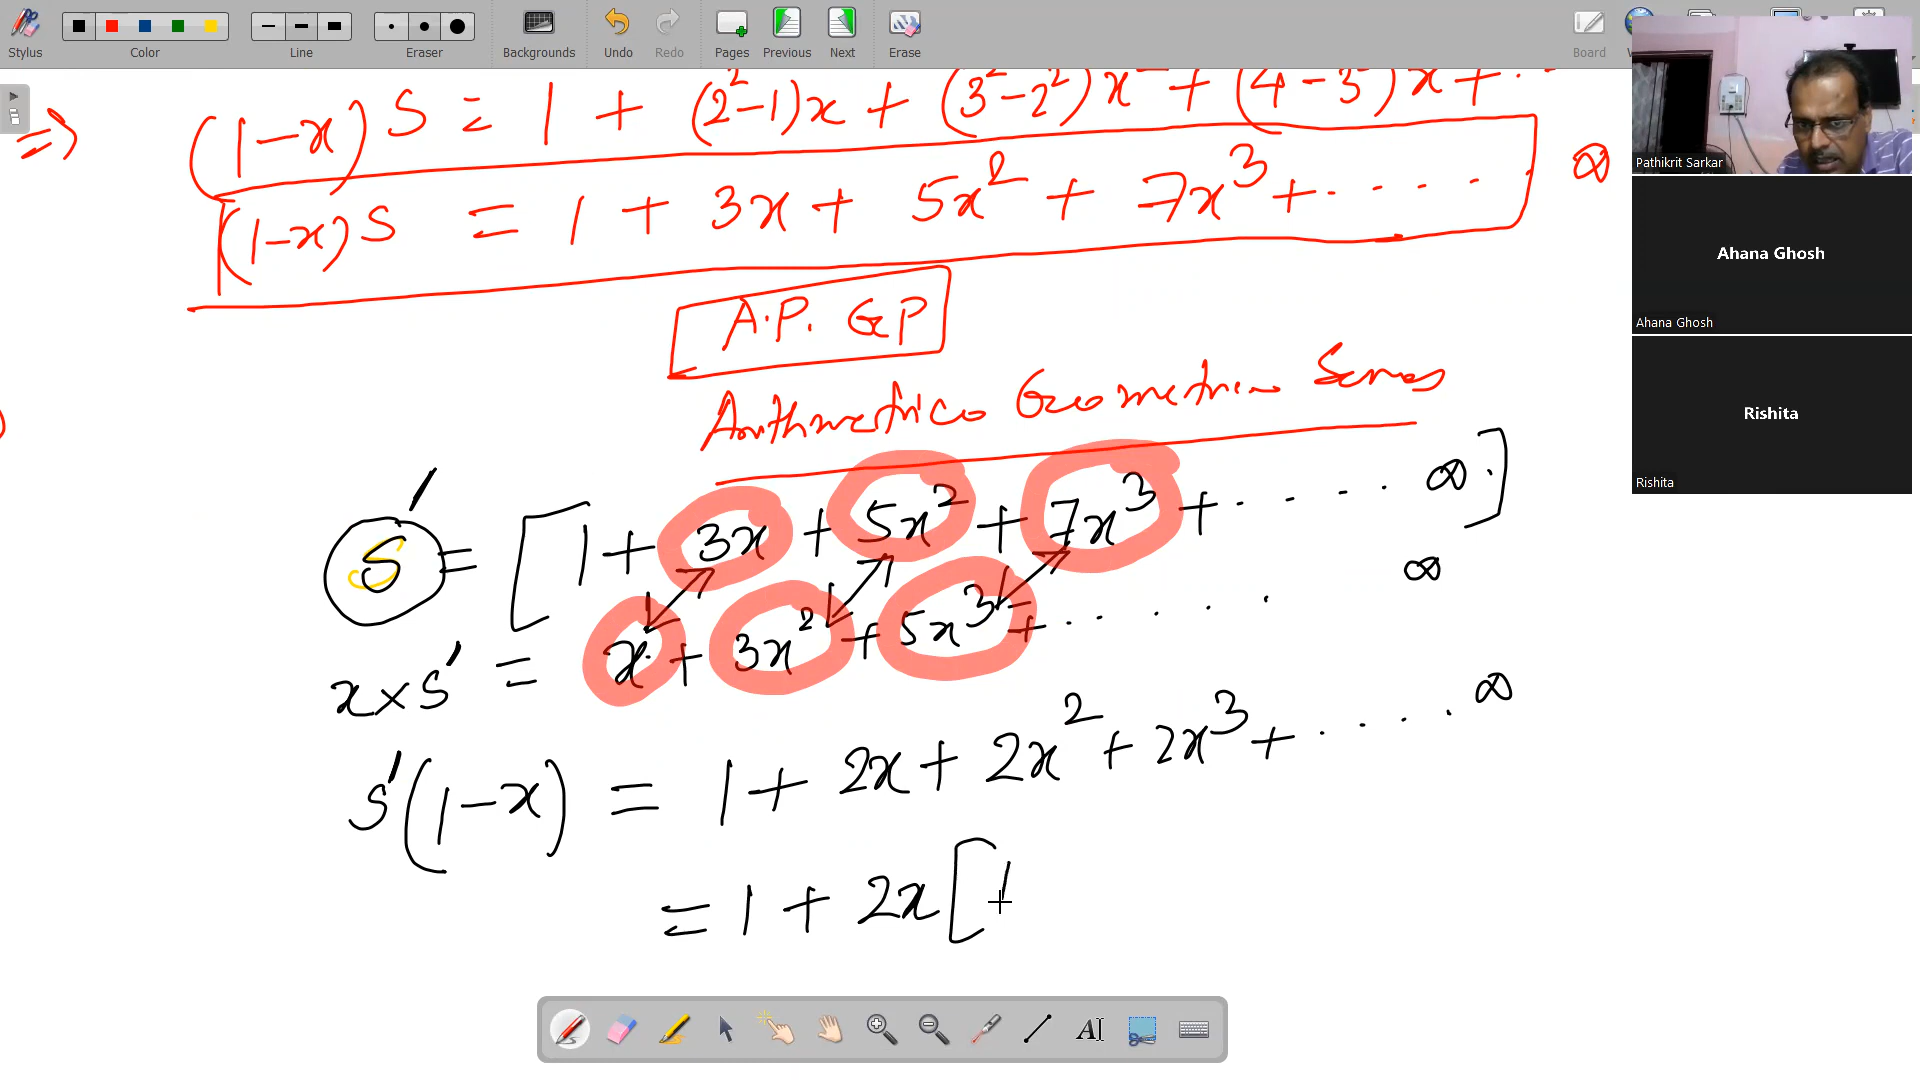 Stylus Color Line Eraser Backgrounds Undo Redo Pages Previous Next Erase Board
=> (1-x) S = 1 + (2²-1)x + (3²-2²)x² + (4²-3²)x³+...
(1-x)S = 1 + 3x + 5x² + 7x³+..... ∞
A.P. GP
Arithmetrico Geometric Series
S' = [1 + 3x + 5x² + 7x³ +..... ∞]
x × S' = x + 3x² + 5x³ +...... ∞
S'(1-x) = 1 + 2x + 2x² + 2x³ +..... ∞
= 1 + 2x [1
Pathikrit Sarkar
Ahana Ghosh
Ahana Ghosh
Rishita
Rishita